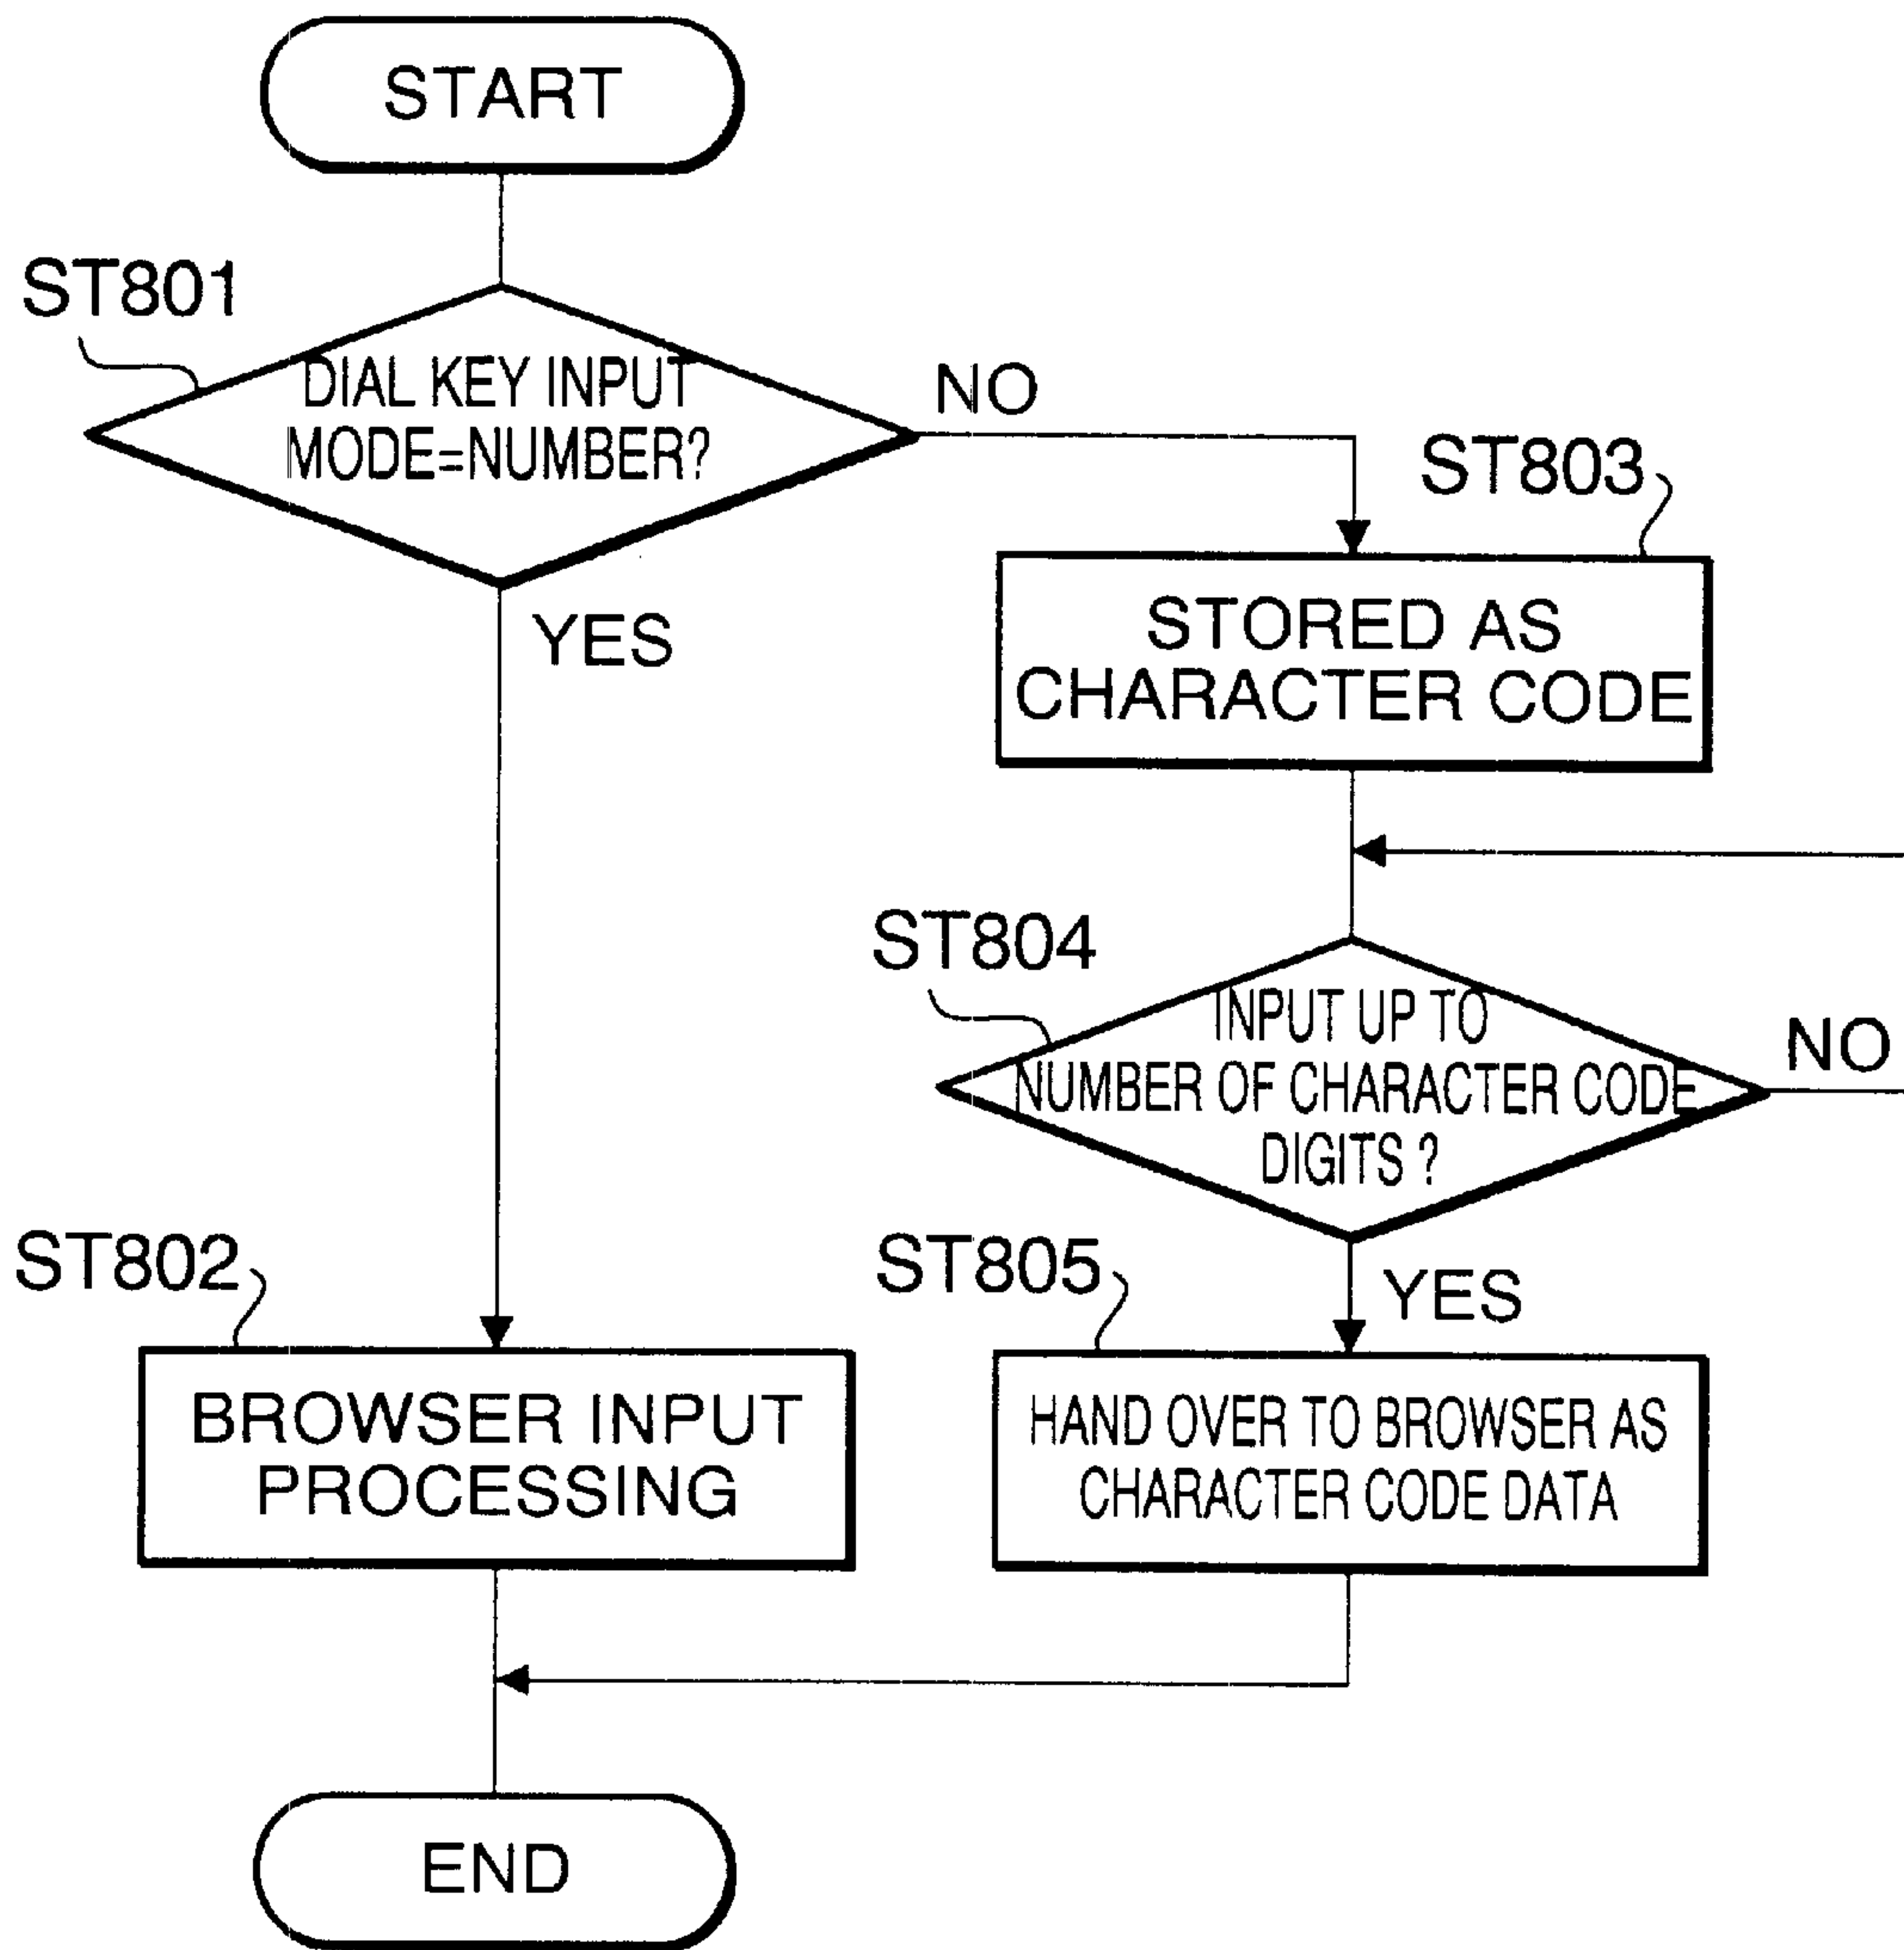 START
ST801
DIAL KEY INPUT
MODE=NUMBER?
NO
YES
ST803
STORED AS
CHARACTER CODE
ST804
INPUT UP TO
NUMBER OF CHARACTER CODE
DIGITS ?
NO
YES
ST802
BROWSER INPUT
PROCESSING
ST805
HAND OVER TO BROWSER AS
CHARACTER CODE DATA
END